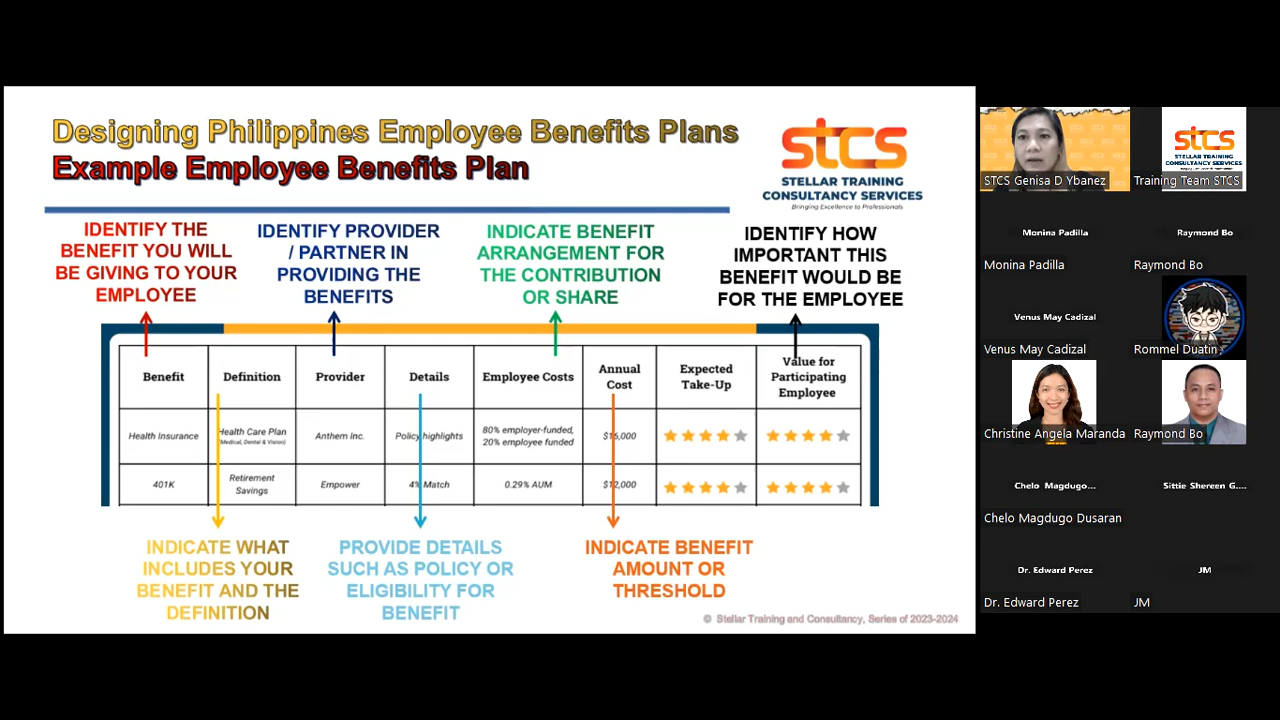 Designing Philippines Employee Benefits Plans
Example Employee Benefits Plan
stcs
STELLAR TRAINING
CONSULTANCY SERVICES
Bringing Excellence to Professionals
IDENTIFY THE
BENEFIT YOU WILL
BE GIVING TO YOUR
EMPLOYEE
IDENTIFY PROVIDER
/ PARTNER IN
PROVIDING THE
BENEFITS
INDICATE BENEFIT
ARRANGEMENT FOR
THE CONTRIBUTION
OR SHARE
IDENTIFY HOW
IMPORTANT THIS
BENEFIT WOULD BE
FOR THE EMPLOYEE
Benefit
Definition
Provider
Details
Employee Costs
Annual
Cost
Expected
Take-Up
Value for
Participating
Employee
Health Insurance
Health Care Plan
(Medical, Dental & Vision)
Anthem Inc.
Policy highlights
80% employer-funded,
20% employee funded
$15,000
401K
Retirement
Savings
Empower
4% Match
0.29% AUM
$12,000
INDICATE WHAT
INCLUDES YOUR
BENEFIT AND THE
DEFINITION
PROVIDE DETAILS
SUCH AS POLICY OR
ELIGIBILITY FOR
BENEFIT
INDICATE BENEFIT
AMOUNT OR
THRESHOLD
© Stellar Training and Consultancy, Series of 2023-2024
STCS Genisa D Ybanez
stcs
STELLAR TRAINING
CONSULTANCY SERVICES
Training Team STCS
Monina Padilla
Monina Padilla
Raymond Bo
Raymond Bo
Venus May Cadizal
Venus May Cadizal
Rommel Duatin
Christine Angela Maranda
Raymond Bo
Chelo Magdugo...
Chelo Magdugo Dusaran
Sittie Shereen G....
Dr. Edward Perez
Dr. Edward Perez
JM
JM